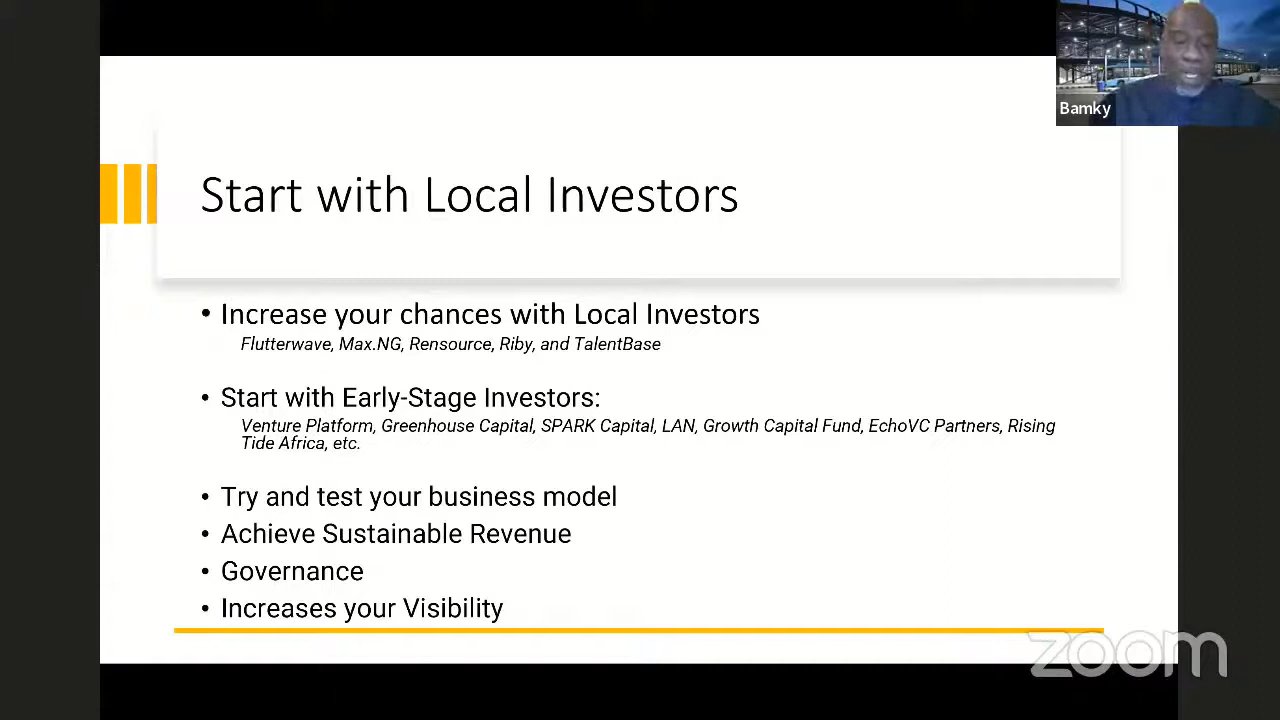 Bamky
Start with Local Investors
• Increase your chances with Local Investors
Flutterwave, Max.NG, Rensource, Riby, and TalentBase
• Start with Early-Stage Investors:
Venture Platform, Greenhouse Capital, SPARK Capital, LAN, Growth Capital Fund, EchoVC Partners, Rising
Tide Africa, etc.
• Try and test your business model
• Achieve Sustainable Revenue
• Governance
• Increases your Visibility
zoom